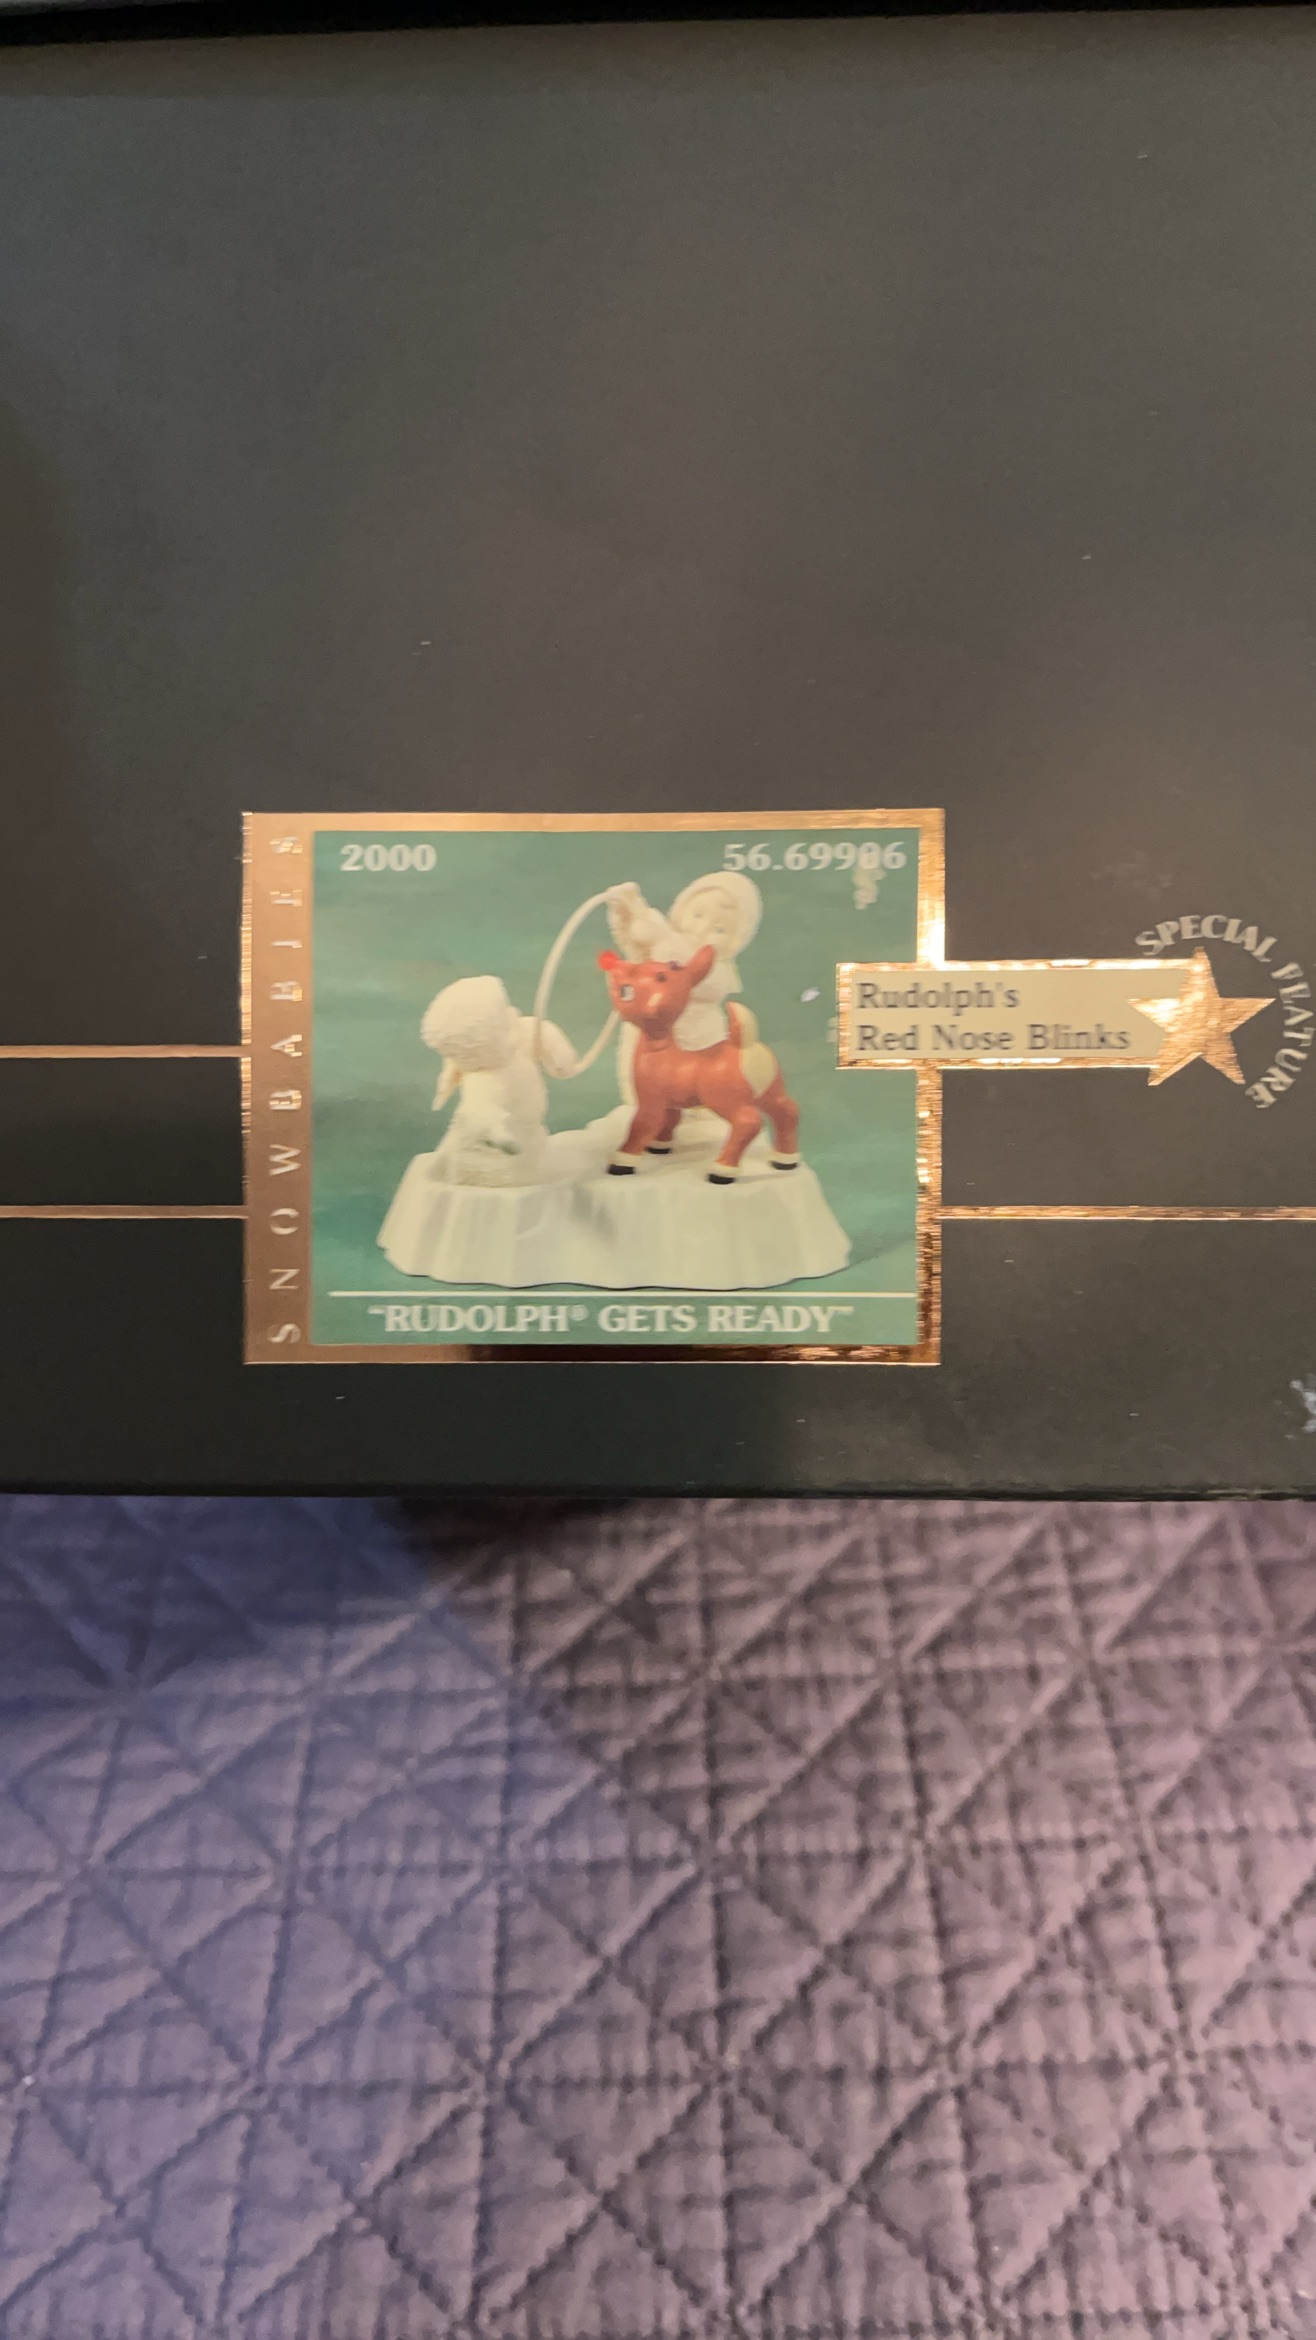 2000
56.69906
SNOWBABIES
SPECIAL FEATURE
Rudolph's
Red Nose Blinks
"RUDOLPH® GETS READY"